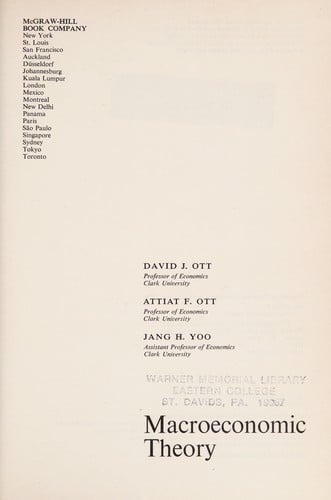 McGRAW-HILL
BOOK COMPANY
New York
St. Louis
San Francisco
Auckland
Düsseldorf
Johannesburg
Kuala Lumpur
London
Mexico
Montreal
New Delhi
Panama
Paris
São Paulo
Singapore
Sydney
Tokyo
Toronto
DAVID J. OTT
Professor of Economics
Clark University
ATTIAT F. OTT
Professor of Economics
Clark University
JANG H. YOO
Assistant Professor of Economics
Clark University
WARNER MEMORIAL LIBRARY
EASTERN COLLEGE
ST. DAVIDS, PA. 19087
Macroeconomic
Theory